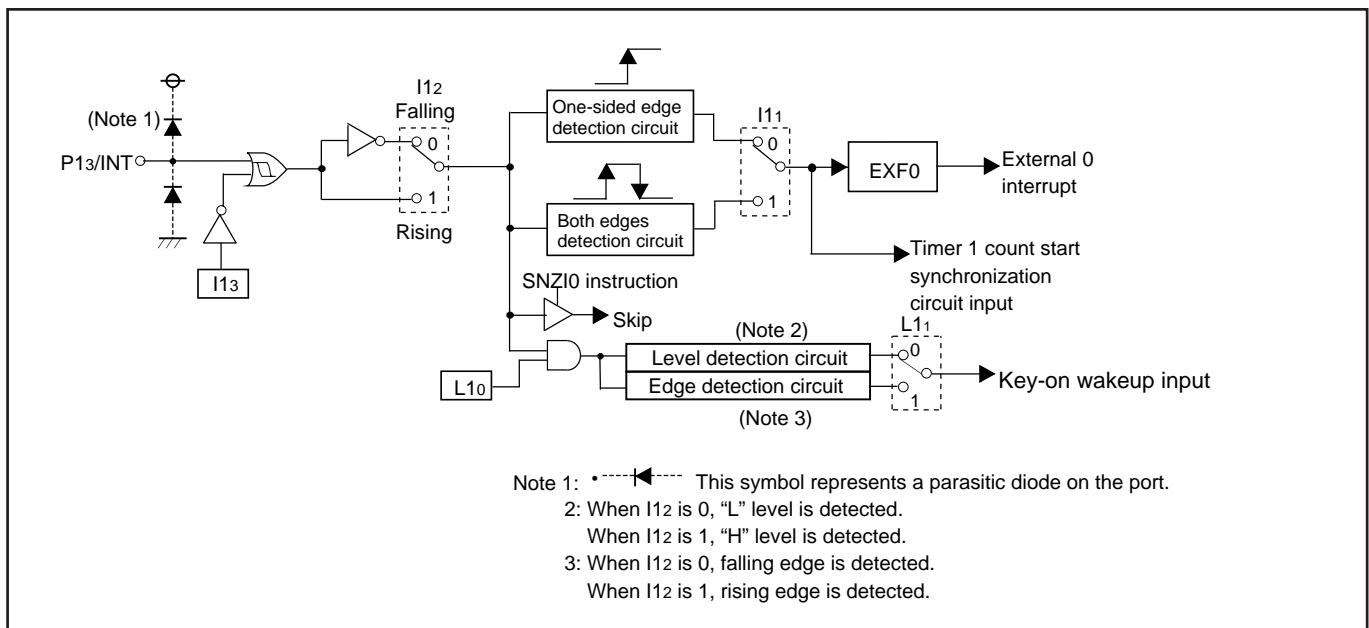 I12
Falling
(Note 1)
P13/INT
0
1
Rising
I13
One-sided edge
detection circuit
Both edges
detection circuit
I11
0
1
EXF0
External 0
interrupt
Timer 1 count start
synchronization
circuit input
SNZI0 instruction
Skip
(Note 2)
L10
Level detection circuit
Edge detection circuit
(Note 3)
L11
0
1
Key-on wakeup input
Note 1: This symbol represents a parasitic diode on the port.
2: When I12 is 0, “L” level is detected.
When I12 is 1, “H” level is detected.
3: When I12 is 0, falling edge is detected.
When I12 is 1, rising edge is detected.